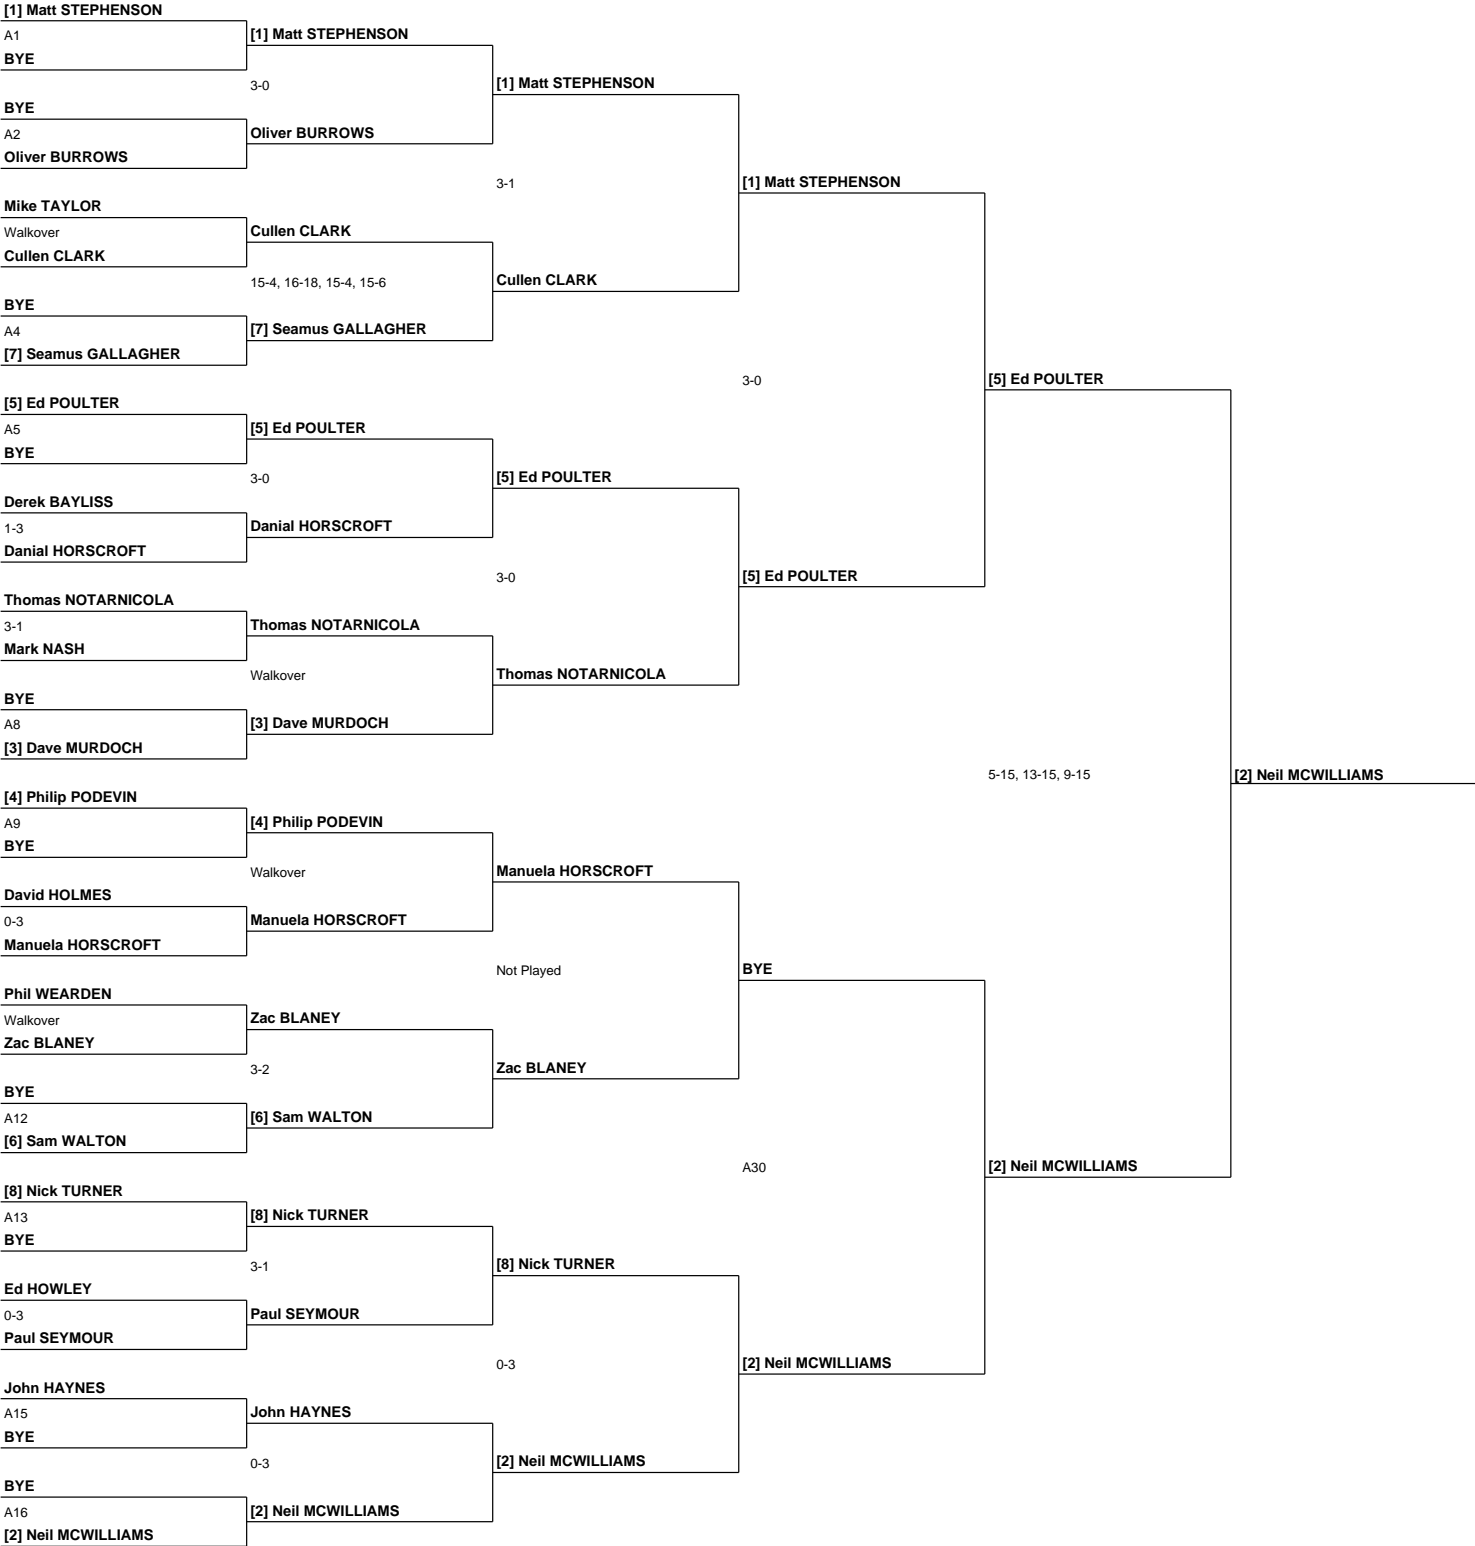 [1] Matt STEPHENSON
A1
[1] Matt STEPHENSON
BYE
3-0
[1] Matt STEPHENSON
BYE
A2
Oliver BURROWS
Oliver BURROWS
3-1
[1] Matt STEPHENSON
Mike TAYLOR
Walkover
Cullen CLARK
Cullen CLARK
15-4, 16-18, 15-4, 15-6
Cullen CLARK
BYE
A4
[7] Seamus GALLAGHER
[7] Seamus GALLAGHER
3-0
[5] Ed POULTER
[5] Ed POULTER
A5
[5] Ed POULTER
BYE
3-0
[5] Ed POULTER
Derek BAYLISS
1-3
Danial HORSCROFT
Danial HORSCROFT
3-0
[5] Ed POULTER
Thomas NOTARNICOLA
3-1
Thomas NOTARNICOLA
Mark NASH
Walkover
Thomas NOTARNICOLA
BYE
A8
[3] Dave MURDOCH
[3] Dave MURDOCH
5-15, 13-15, 9-15
[2] Neil MCWILLIAMS
[4] Philip PODEVIN
A9
[4] Philip PODEVIN
BYE
Walkover
Manuela HORSCROFT
David HOLMES
0-3
Manuela HORSCROFT
Manuela HORSCROFT
Not Played
BYE
Phil WEARDEN
Walkover
Zac BLANEY
Zac BLANEY
3-2
Zac BLANEY
BYE
A12
[6] Sam WALTON
[6] Sam WALTON
A30
[2] Neil MCWILLIAMS
[8] Nick TURNER
A13
[8] Nick TURNER
BYE
3-1
[8] Nick TURNER
Ed HOWLEY
0-3
Paul SEYMOUR
Paul SEYMOUR
0-3
[2] Neil MCWILLIAMS
John HAYNES
A15
John HAYNES
BYE
0-3
[2] Neil MCWILLIAMS
BYE
A16
[2] Neil MCWILLIAMS
[2] Neil MCWILLIAMS